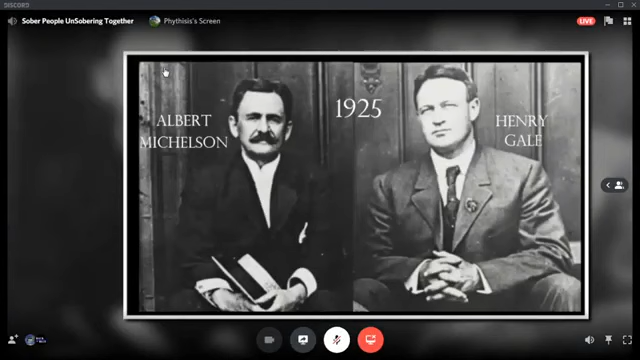 DISCORD
Sober People UnSobering Together
Phythisis's Screen
LIVE
1925
ALBERT
MICHELSON
HENRY
GALE